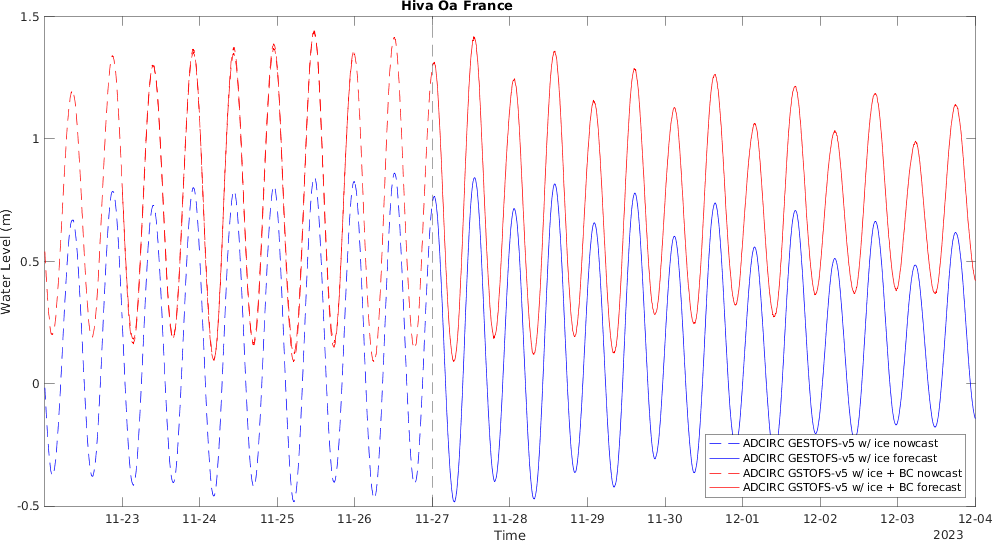 Hiva Oa France
1.5
1
0.5
0
-0.5
Water Level (m)
11-23 11-24 11-25 11-26 11-27 11-28 11-29 11-30 12-01 12-02 12-03 12-04
Time
2023
ADCIRC GESTOFS-v5 w/ ice nowcast
ADCIRC GESTOFS-v5 w/ ice forecast
ADCIRC GSTOFS-v5 w/ ice + BC nowcast
ADCIRC GSTOFS-v5 w/ ice + BC forecast